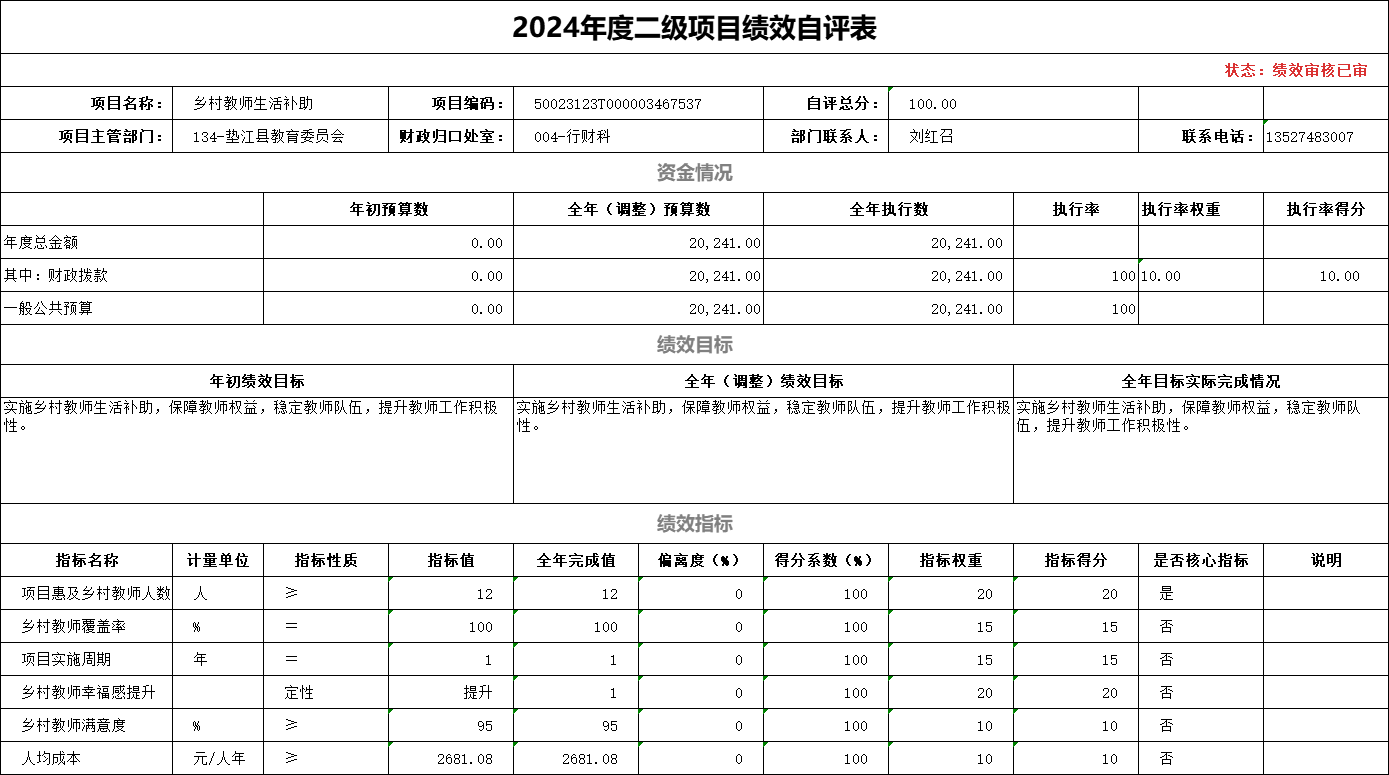 2024年度二级项目绩效自评表
状态：绩效审核已审
项目名称： 乡村教师生活补助 项目编码： 50023123T000003467537 自评总分： 100.00
项目主管部门： 134-垫江县教育委员会 财政归口处室： 004-行财科 部门联系人： 刘红召 联系电话： 13527483007
资金情况
年初预算数 全年（调整）预算数 全年执行数 执行率 执行率权重 执行率得分
年度总金额 0.00 20,241.00 20,241.00
其中：财政拨款 0.00 20,241.00 20,241.00 100 10.00 10.00
一般公共预算 0.00 20,241.00 20,241.00 100
绩效目标
年初绩效目标 全年（调整）绩效目标 全年目标实际完成情况
实施乡村教师生活补助，保障教师权益，稳定教师队伍，提升教师工作积极
性。
实施乡村教师生活补助，保障教师权益，稳定教师队伍，提升教师工作积极
性。
实施乡村教师生活补助，保障教师权益，稳定教师队
伍，提升教师工作积极性。
绩效指标
指标名称 计量单位 指标性质 指标值 全年完成值 偏离度（%） 得分系数（%） 指标权重 指标得分 是否核心指标 说明
项目惠及乡村教师人数 人 ≥ 12 12 0 100 20 20 是
乡村教师覆盖率 % ＝ 100 100 0 100 15 15 否
项目实施周期 年 ＝ 1 1 0 100 15 15 否
乡村教师幸福感提升 定性 提升 1 0 100 20 20 否
乡村教师满意度 % ≥ 95 95 0 100 10 10 否
人均成本 元/人年 ≥ 2681.08 2681.08 0 100 10 10 否